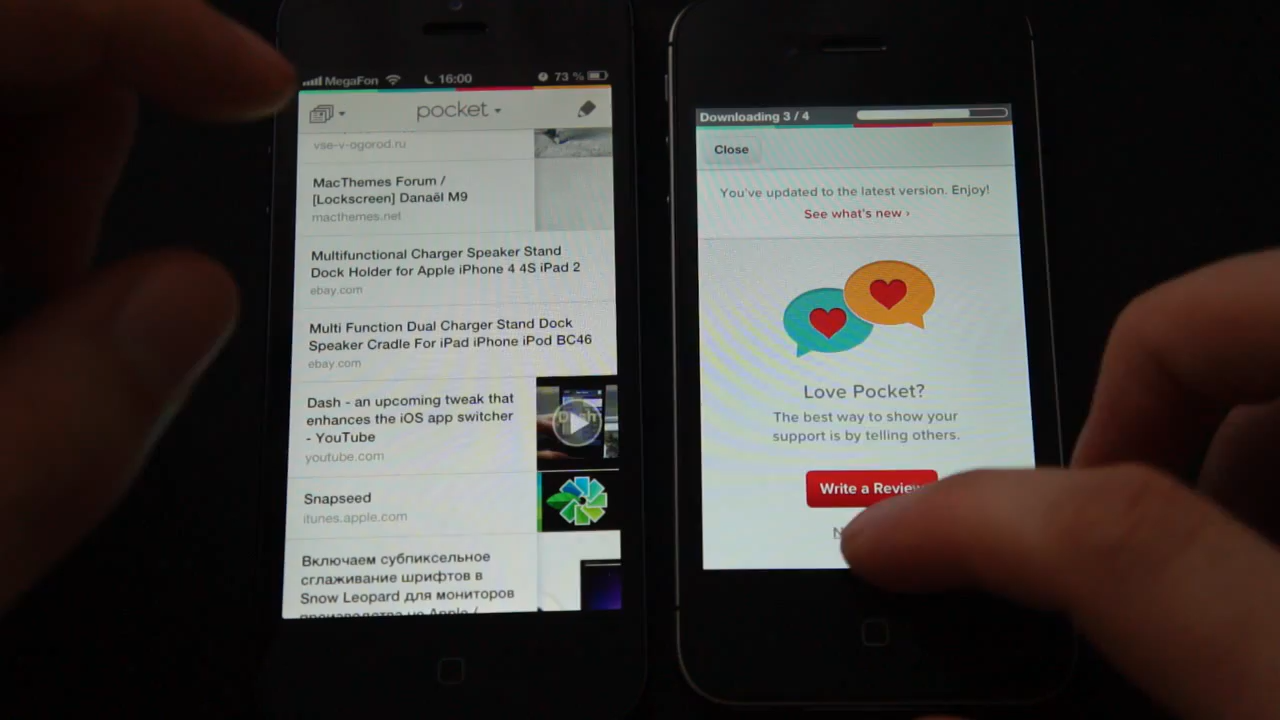 MegaFon 16:00 73 %
pocket
vse-v-ogorod.ru
MacThemes Forum /
[Lockscreen] Danaël M9
macthemes.net
Multifunctional Charger Speaker Stand
Dock Holder for Apple iPhone 4 4S iPad 2
ebay.com
Multi Function Dual Charger Stand Dock
Speaker Cradle For iPad iPhone iPod BC46
ebay.com
Dash - an upcoming tweak that
enhances the iOS app switcher
- YouTube
youtube.com
Snapseed
itunes.apple.com
Включаем субпиксельное
сглаживание шрифтов в
Snow Leopard для мониторов
производства не Apple /
Downloading 3 / 4
Close
You've updated to the latest version. Enjoy!
See what's new ›
Love Pocket?
The best way to show your
support is by telling others.
Write a Review